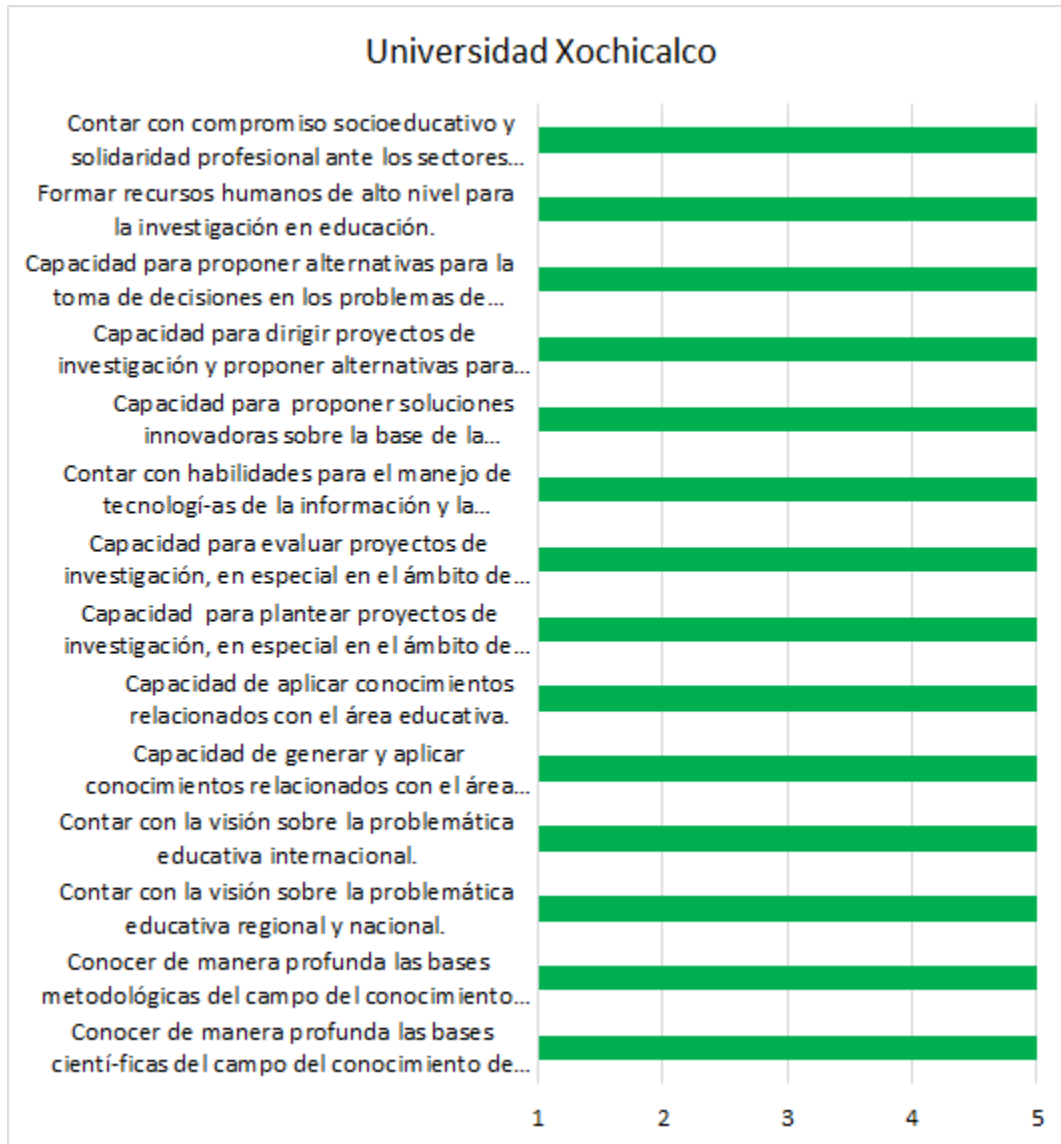 Universidad Xochicalco
Contar con compromiso socioeducativo y
solidaridad profesional ante los sectores...
Formar recursos humanos de alto nivel para
la investigación en educación.
Capacidad para proponer alternativas para la
toma de decisiones en los problemas de...
Capacidad para dirigir proyectos de
investigación y proponer alternativas para...
Capacidad para  proponer soluciones
innovadoras sobre la base de la...
Contar con habilidades para el manejo de
tecnologí-as de la información y la...
Capacidad para evaluar proyectos de
investigación, en especial en el ámbito de...
Capacidad  para plantear proyectos de
investigación, en especial en el ámbito de...
Capacidad de aplicar conocimientos
relacionados con el área educativa.
Capacidad de generar y aplicar
conocimientos relacionados con el área...
Contar con la visión sobre la problemática
educativa internacional.
Contar con la visión sobre la problemática
educativa regional y nacional.
Conocer de manera profunda las bases
metodológicas del campo del conocimiento...
Conocer de manera profunda las bases
cientí-ficas del campo del conocimiento de...
1 2 3 4 5